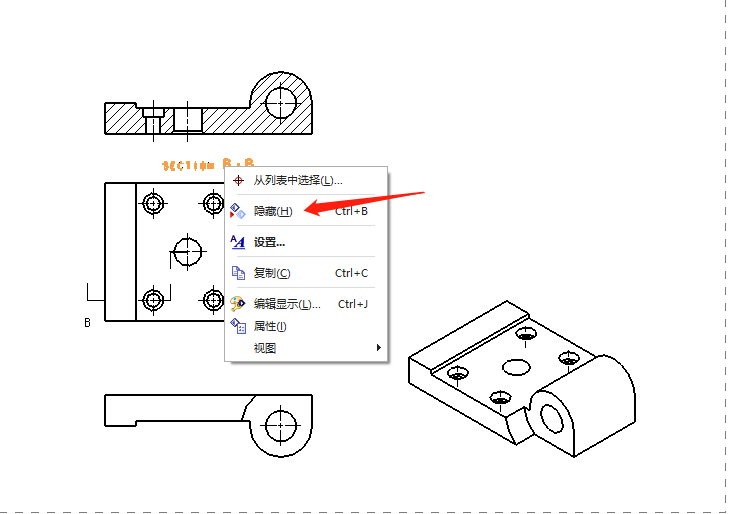 SECTION B-B
从列表中选择(L)...
隐藏(H) Ctrl+B
设置...
复制(C) Ctrl+C
编辑显示(L)... Ctrl+J
属性(I)
B
视图